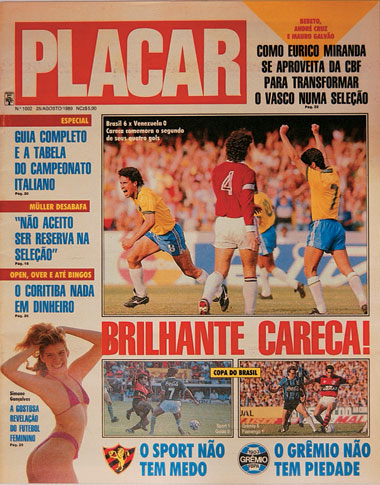 BEBETO,
ANDRÉ CRUZ
E MAURO GALVÃO
COMO EURICO MIRANDA
SE APROVEITA DA CBF
PARA TRANSFORMAR
O VASCO NUMA SELEÇÃO
PLACAR
Abril
N.º 1002 25/AGOSTO/1989 NCz$ 5,00
ESPECIAL
GUIA COMPLETO
E A TABELA
DO CAMPEONATO
ITALIANO
MÜLLER DESABAFA
"NÃO ACEITO
SER RESERVA NA
SELEÇÃO"
OPEN, OVER E ATÉ BINGOS
O CORITIBA NADA
EM DINHEIRO
Simone
Gonçalves
A GOSTOSA
REVELAÇÃO
DO FUTEBOL
FEMININO
Brasil 6 x Venezuela 0
Careca comemora o segundo
de seus quatro gols
4
7
BRILHANTE CARECA!
COPA DO BRASIL
O SPORT NÃO
TEM MEDO
GRÊMIO
O GRÊMIO NÃO
TEM PIEDADE